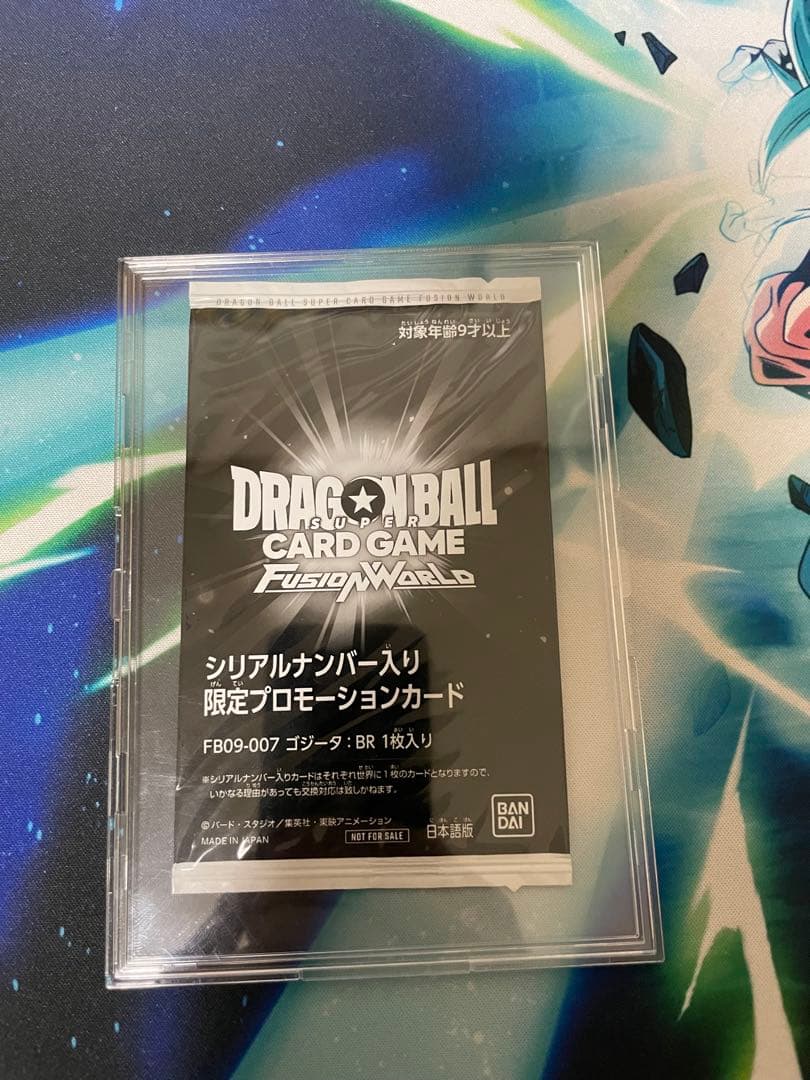 DRAGON BALL SUPER CARD GAME FUSION WORLD
対象年齢9才以上
DRAGON BALL
SUPER
CARD GAME
FUSION WORLD
シリアルナンバー入り
限定プロモーションカード
FB09-007 ゴジータ : BR 1枚入り
※シリアルナンバー入りカードはそれぞれ世界に1枚のカードとなりますので、
いかなる理由があっても交換対応は致しかねます。
©バード・スタジオ/集英社・東映アニメーション
MADE IN JAPAN
NOT FOR SALE
日本語版
BAN
DAI